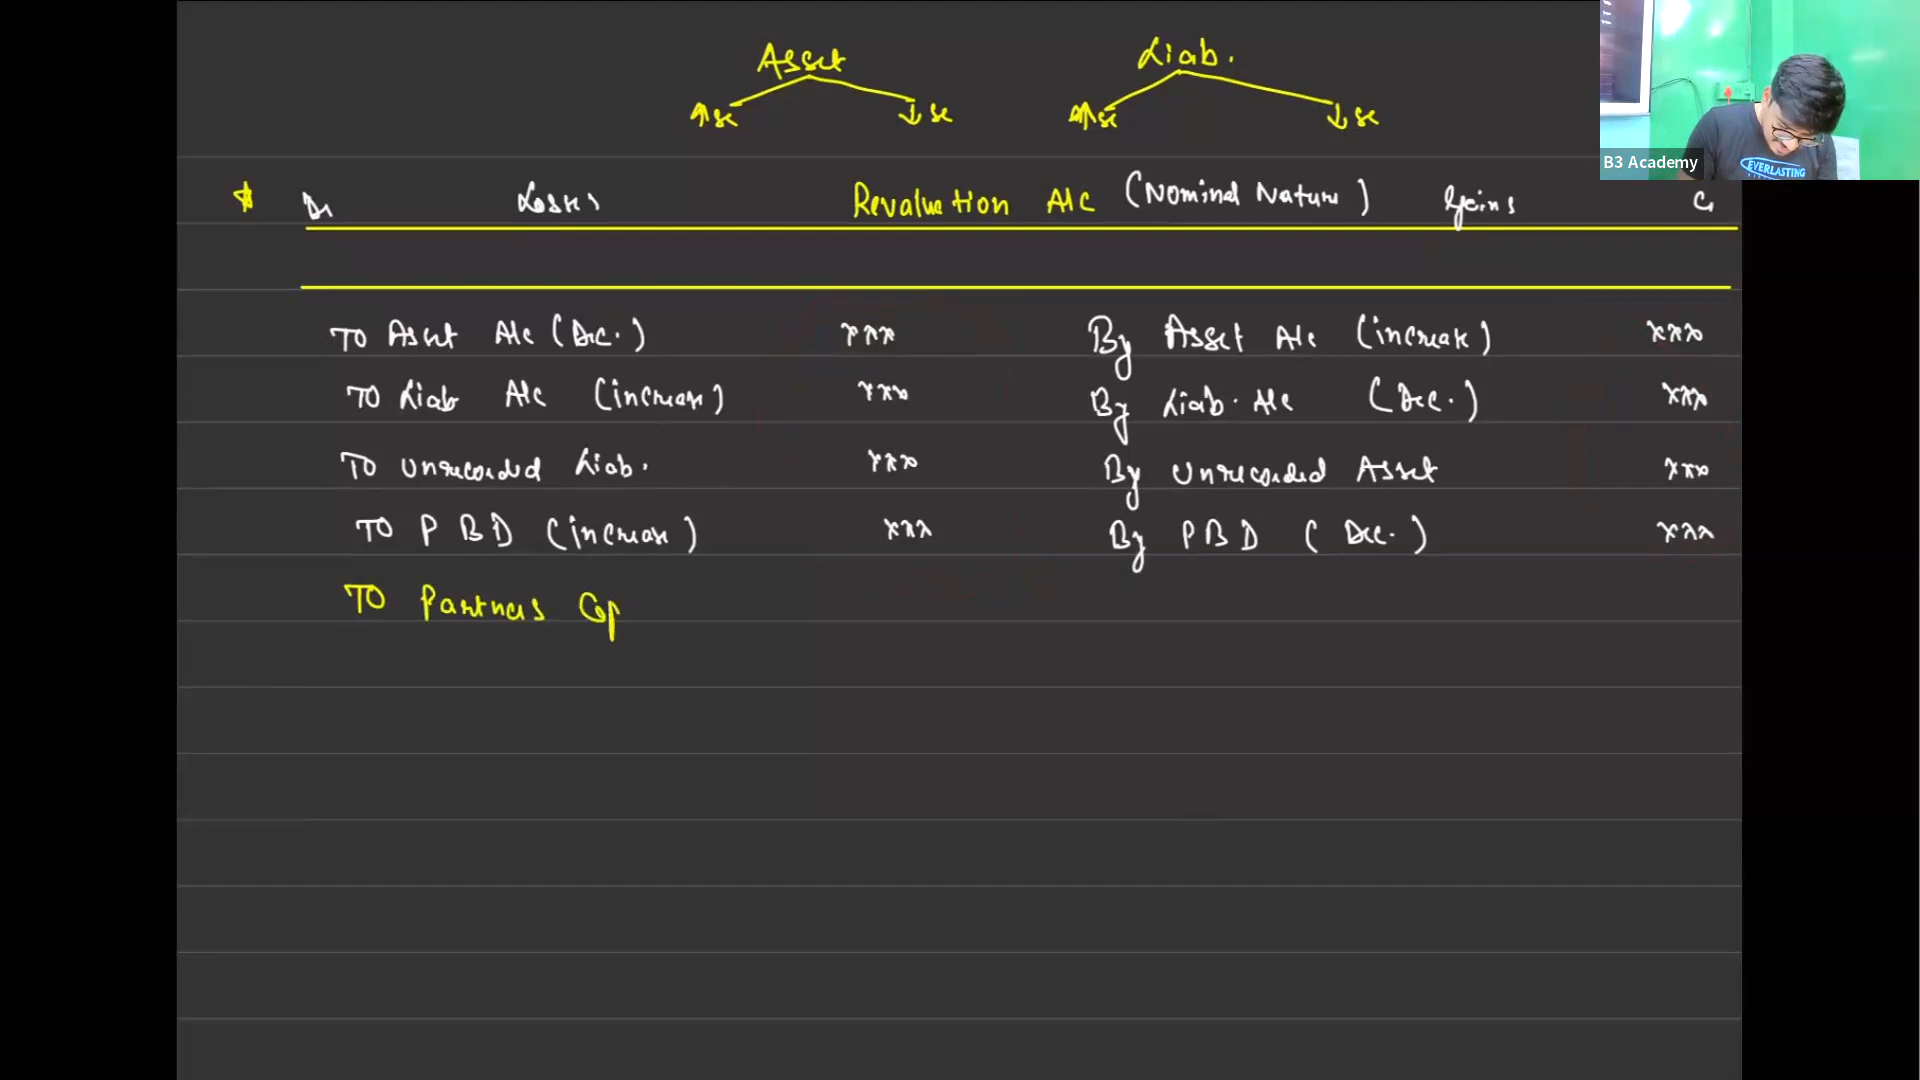 Asset Liab.
↑se ↓se ↑se ↓se
B3 Academy
EVERLASTING
Dr Losses Revaluation A/c (Nominal Nature) Gains Cr
To Asset A/c (Dec.) xxx By Asset A/c (increase) xxx
To Liab A/c (increase) xxx By Liab. A/c (Dec.) xxx
To unrecorded Liab. xxx By unrecorded Asset xxx
To PBD (increase) xxx By PBD (Dec.) xxx
To Partners Cap